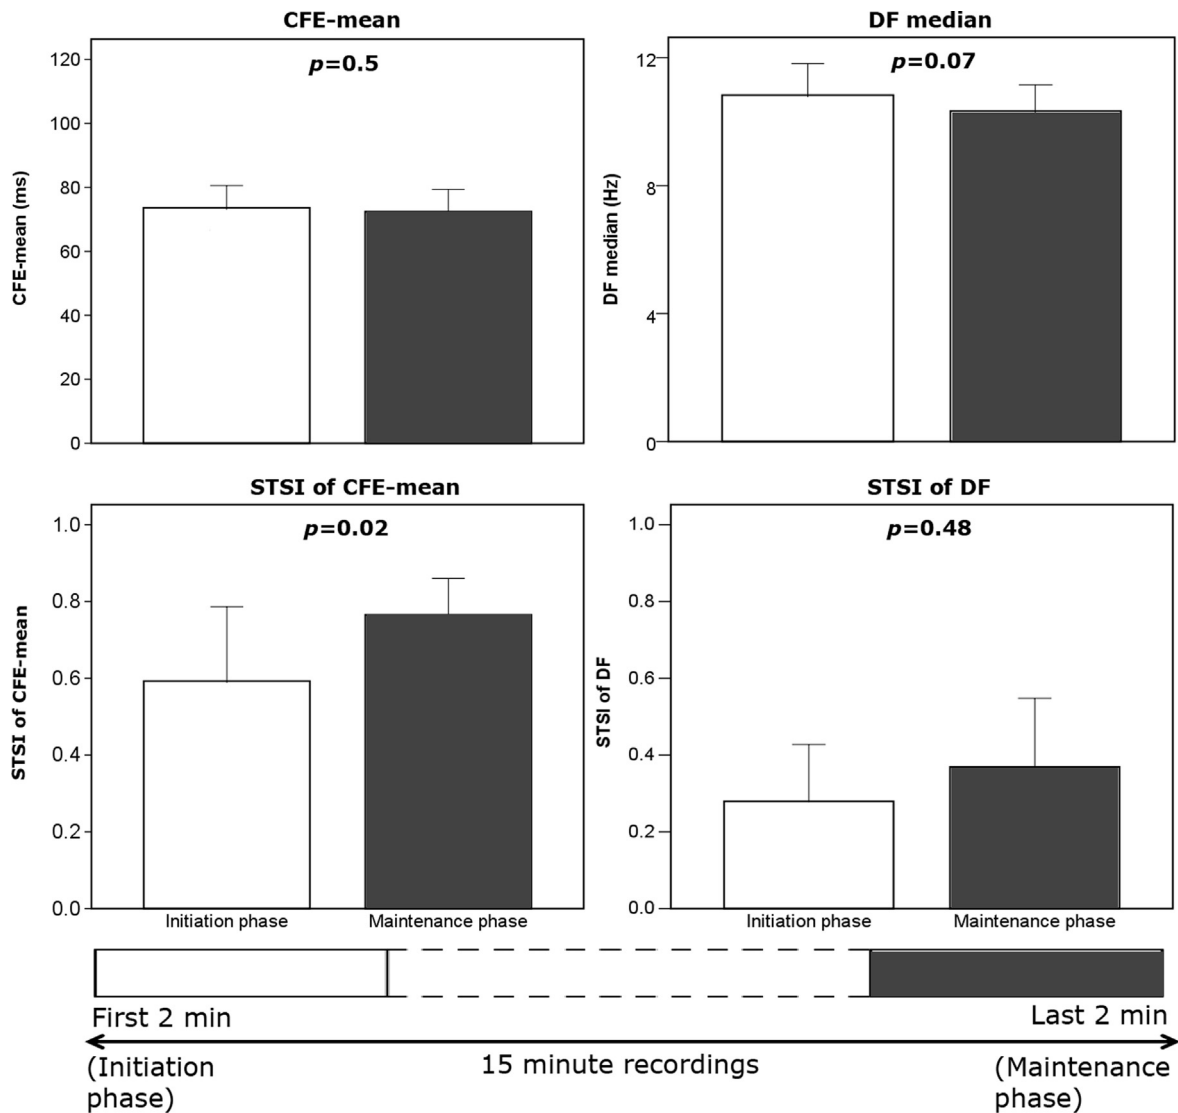 CFE-mean
p=0.5
120
100
80
60
40
20
0
CFE-mean (ms)
DF median
p=0.07
12
8
4
0
DF median (Hz)
STSI of CFE-mean
p=0.02
1.0
0.8
0.6
0.4
0.2
0.0
STSI of CFE-mean
Initiation phase
Maintenance phase
STSI of DF
p=0.48
1.0
0.8
0.6
0.4
0.2
0.0
STSI of DF
Initiation phase
Maintenance phase
First 2 min
Last 2 min
15 minute recordings
(Initiation
phase)
(Maintenance
phase)